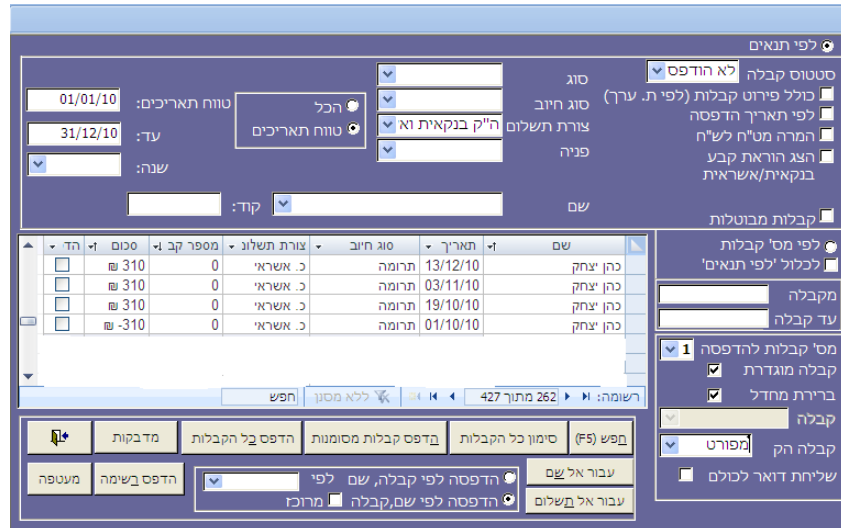 לפי תנאים
סטטוס קבלה לא הודפס
כולל פירוט קבלות (לפי ת. ערך)
לפי תאריך הדפסה
המרה מט"ח לש"ח
הצג הוראת קבע
בנקאית/אשראית
קבלות מבוטלות
סוג
סוג חיוב
צורת תשלום ה"ק בנקאית וא'
פניה
הכל
טווח תאריכים
טווח תאריכים: 01/01/10
עד: 31/12/10
שנה:
שם
קוד:
לפי מס' קבלות
לכלול 'לפי תנאים'
מקבלה
עד קבלה
מס' קבלות להדפסה 1
קבלה מוגדרת
ברירת מחדל
קבלה
קבלה הק מפורט
שליחת דואר לכולם
שם תאריך סוג חיוב צורת תשלונ מספר קב סכום הדי
כהן יצחק 13/12/10 תרומה כ. אשראי 0 310 ₪
כהן יצחק 03/11/10 תרומה כ. אשראי 0 310 ₪
כהן יצחק 19/10/10 תרומה כ. אשראי 0 310 ₪
כהן יצחק 01/10/10 תרומה כ. אשראי 0 310- ₪
רשומה: 262 מתוך 427 ללא מסנן חפש
חפש (F5) סימון כל הקבלות הדפס קבלות מסומנות הדפס כל הקבלות מדבקות
עבור אל שם
עבור אל תשלום
הדפסה לפי קבלה, שם לפי
הדפסה לפי שם,קבלה מרוכז
הדפס רשימה מעטפה